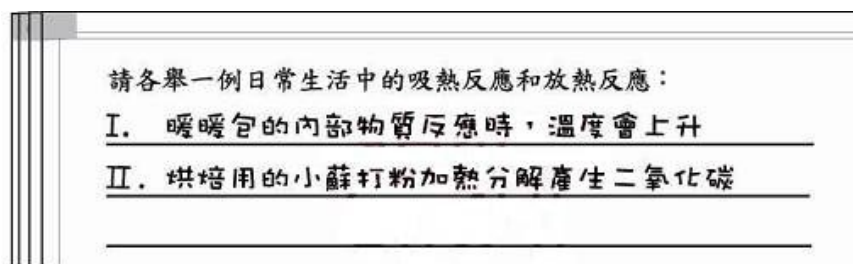 請各舉一例日常生活中的吸熱反應和放熱反應：
I. 暖暖包的內部物質反應時，溫度會上升
II. 烘焙用的小蘇打粉加熱分解產生二氧化碳